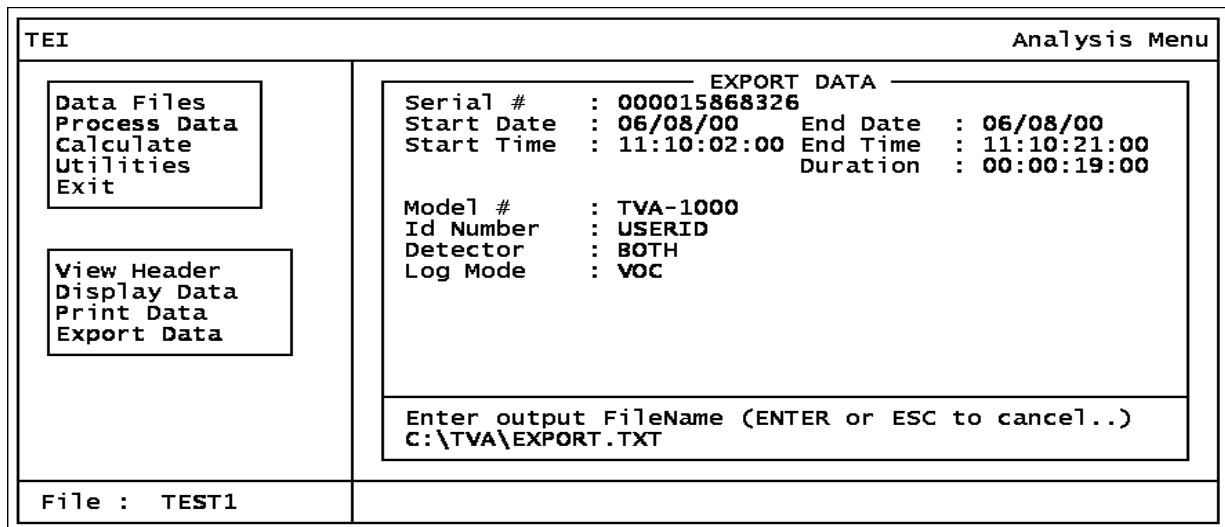 TEI Analysis Menu
Data Files
Process Data
Calculate
Utilities
Exit
View Header
Display Data
Print Data
Export Data
EXPORT DATA
Serial # : 000015868326
Start Date : 06/08/00 End Date : 06/08/00
Start Time : 11:10:02:00 End Time : 11:10:21:00
Duration : 00:00:19:00
Model # : TVA-1000
Id Number : USERID
Detector : BOTH
Log Mode : VOC
Enter output FileName (ENTER or ESC to cancel..)
C:\TVA\EXPORT.TXT
File : TEST1